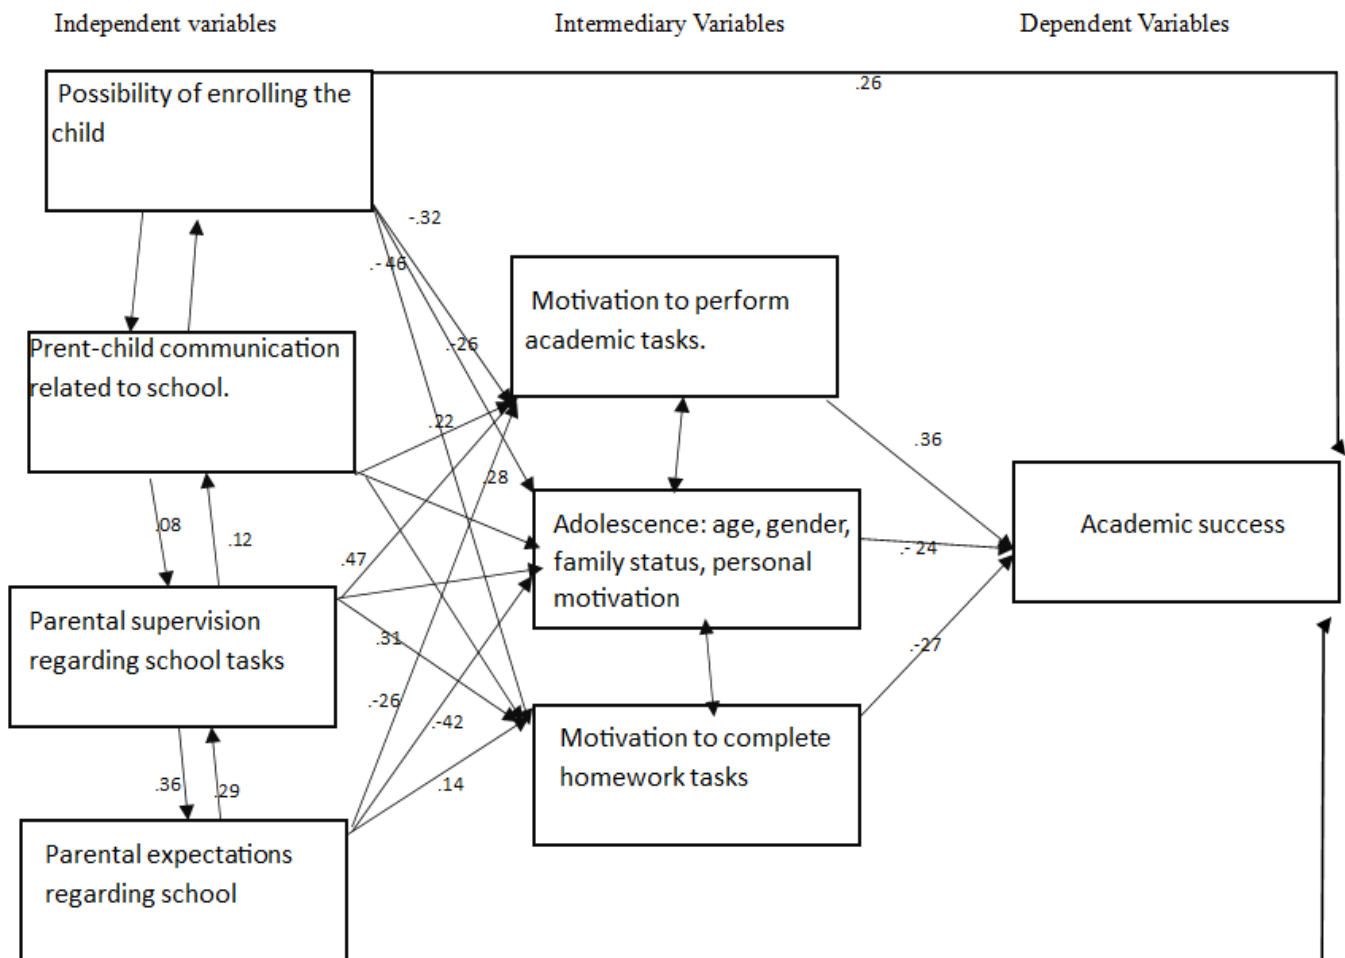 Independent variables
Intermediary Variables
Dependent Variables
Possibility of enrolling the
child
.26
-.32
.-46
Motivation to perform
academic tasks.
Prent-child communication
related to school.
.-26
.22
.36
.28
Adolescence: age, gender,
family status, personal
motivation
Academic success
.08
.12
.-24
.47
Parental supervision
regarding school tasks
.31
.-27
.-26
.-42
Motivation to complete
homework tasks
.36
.29
.14
Parental expectations
regarding school